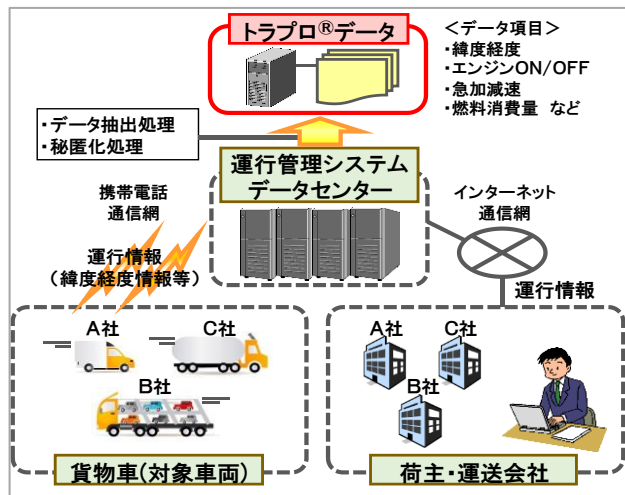 トラプロ®データ
＜データ項目＞
・緯度経度
・エンジンON/OFF
・急加減速
・燃料消費量 など
・データ抽出処理
・秘匿化処理
運行管理システム
データセンター
携帯電話
通信網
インターネット
通信網
運行情報
（緯度経度情報等）
運行情報
A社
C社
B社
貨物車(対象車両)
A社
C社
B社
荷主・運送会社